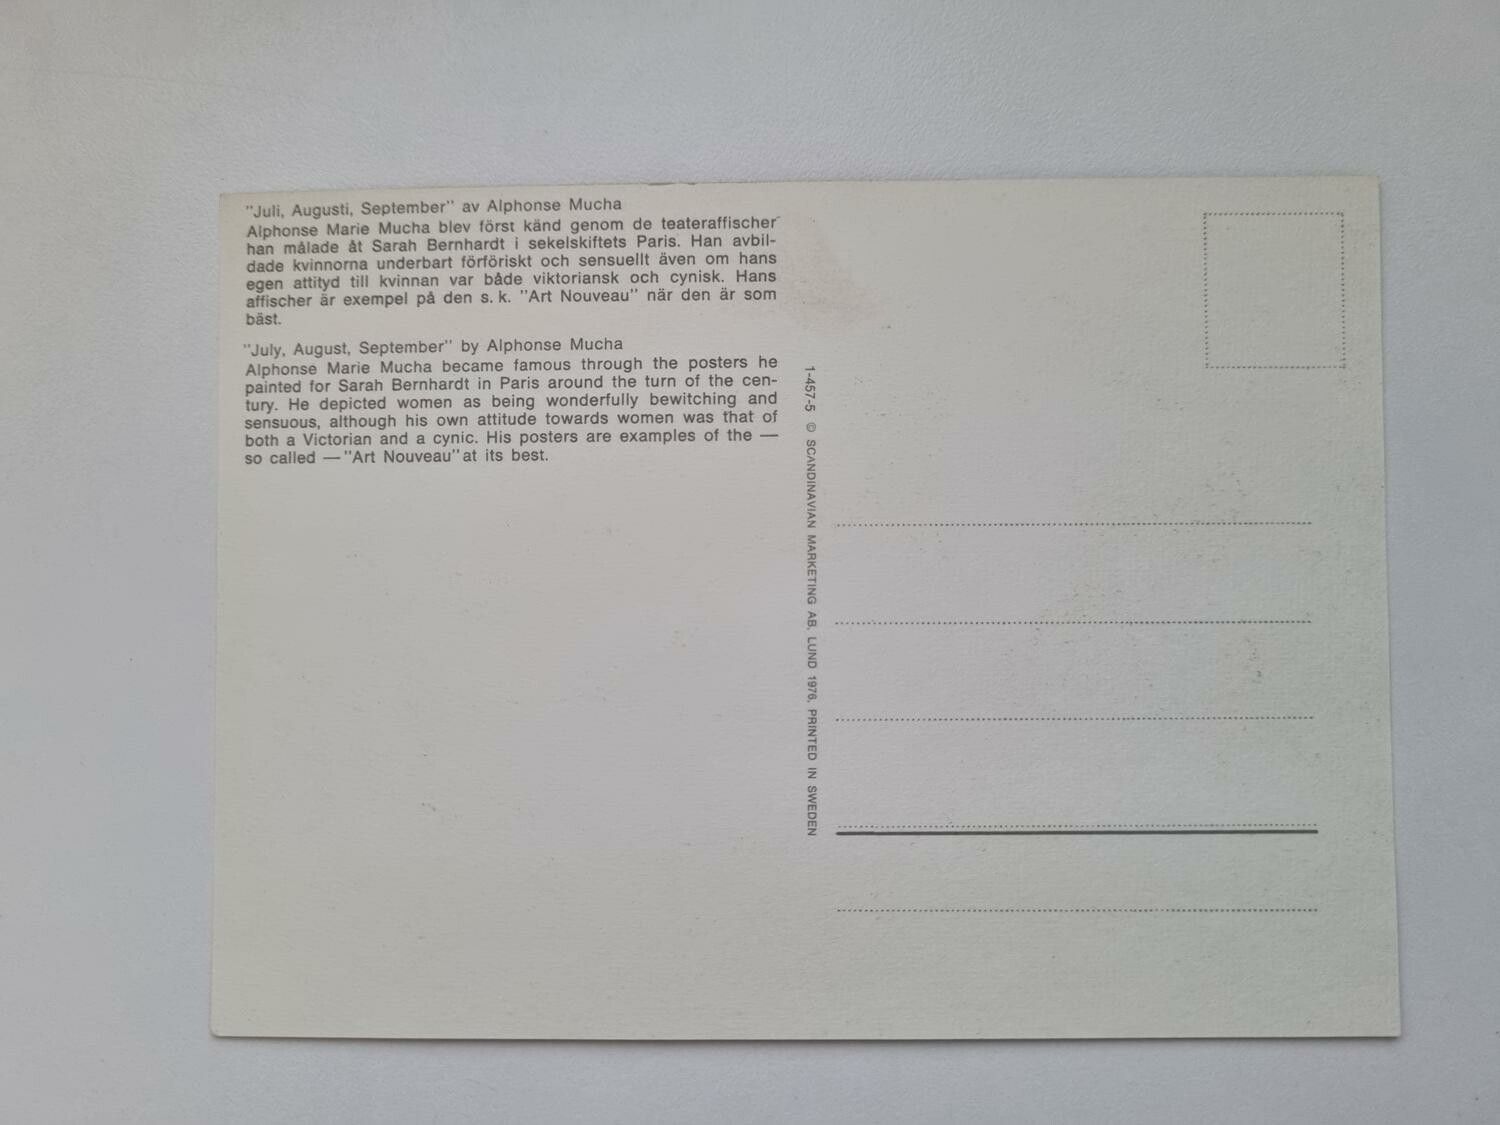 "Juli, Augusti, September" av Alphonse Mucha
Alphonse Marie Mucha blev först känd genom de teateraffischer
han målade åt Sarah Bernhardt i sekelskiftets Paris. Han avbil-
dade kvinnorna underbart förföriskt och sensuellt även om hans
egen attityd till kvinnan var både viktoriansk och cynisk. Hans
affischer är exempel på den s. k. "Art Nouveau" när den är som
bäst.
"July, August, September" by Alphonse Mucha
Alphonse Marie Mucha became famous through the posters he
painted for Sarah Bernhardt in Paris around the turn of the cen-
tury. He depicted women as being wonderfully bewitching and
sensuous, although his own attitude towards women was that of
both a Victorian and a cynic. His posters are examples of the —
so called — "Art Nouveau" at its best.
1-457-5 © SCANDINAVIAN MARKETING AB, LUND 1976. PRINTED IN SWEDEN